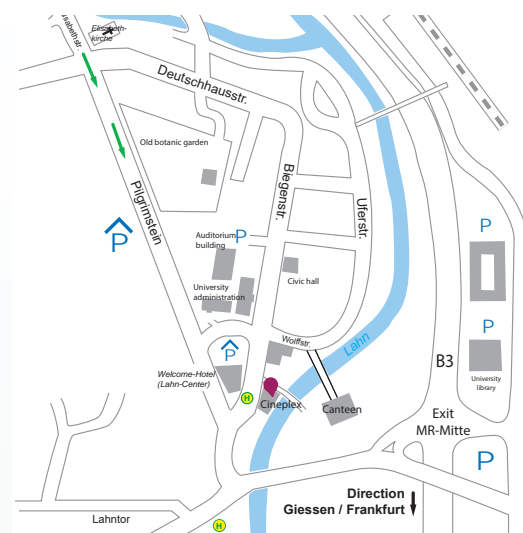 Elisabeth-
kirche
Deutschhausstr.
Old botanic garden
Pilgrimstein
Biegenstr.
Uferstr.
P
P
Auditorium
building
P
P
University
administration
Civic hall
P
Wolffstr.
Lahn
P
Welcome-Hotel
(Lahn-Center)
B3
University
library
H
Cineplex
Canteen
Exit
MR-Mitte
P
Direction
Giessen / Frankfurt
Lahntor
H